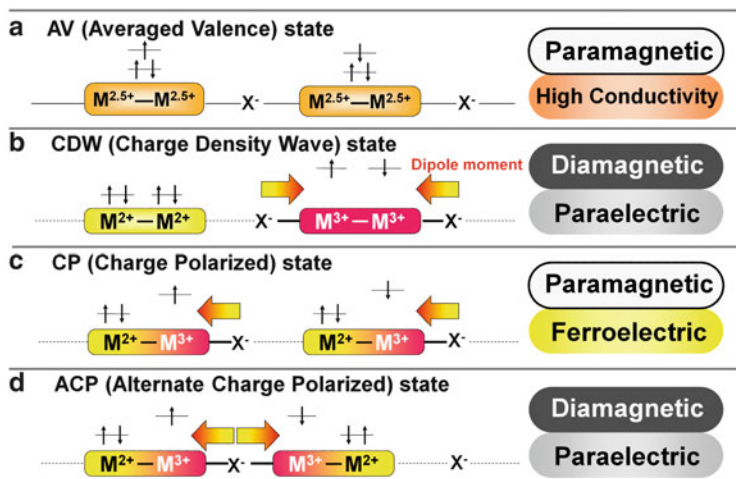 a AV (Averaged Valence) state
M2.5+—M2.5+ X- M2.5+—M2.5+ X-
Paramagnetic
High Conductivity
b CDW (Charge Density Wave) state
Dipole moment
M2+—M2+ X- M3+—M3+ X-
Diamagnetic
Paraelectric
c CP (Charge Polarized) state
M2+—M3+ X- M2+—M3+ X-
Paramagnetic
Ferroelectric
d ACP (Alternate Charge Polarized) state
M2+—M3+ X- M3+—M2+ X-
Diamagnetic
Paraelectric